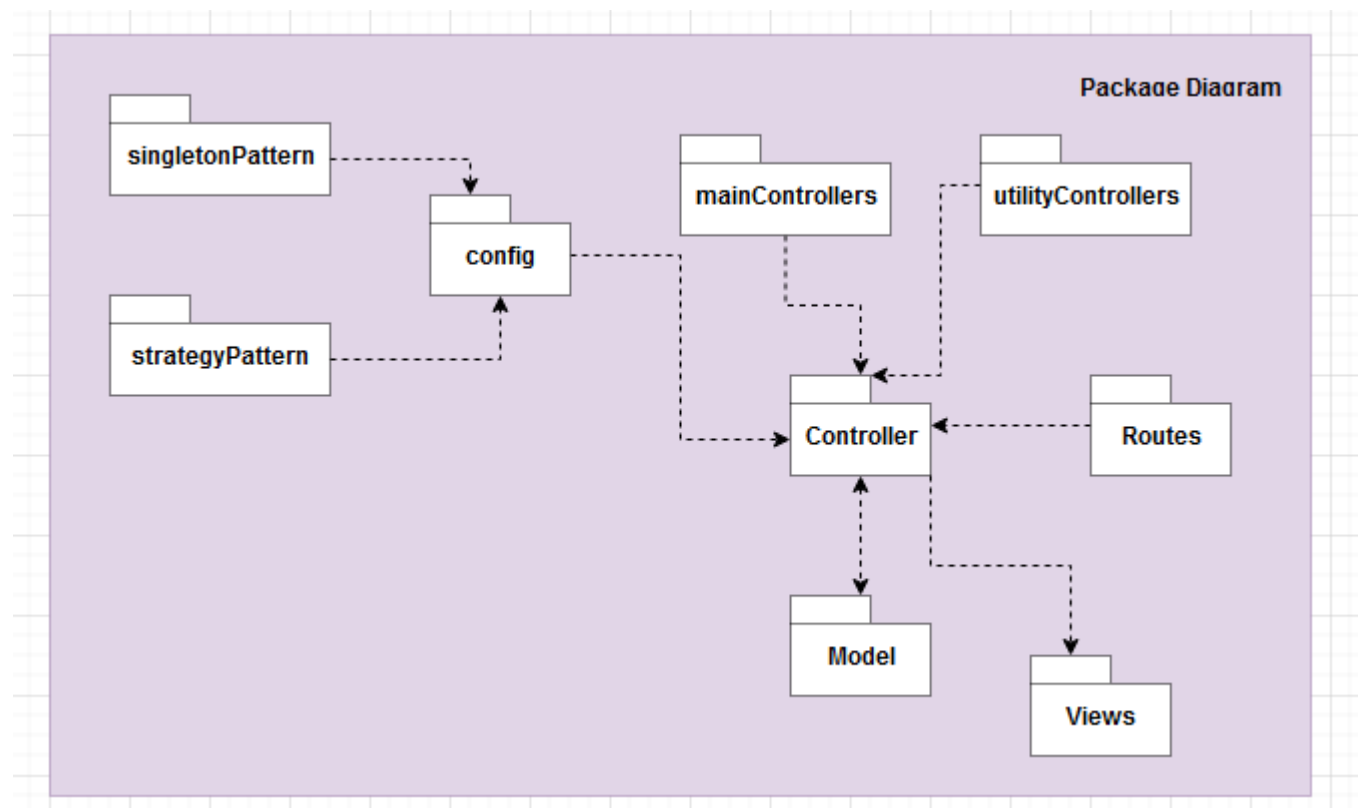 Package Diagram
singletonPattern
mainControllers
utilityControllers
config
strategyPattern
Controller
Routes
Model
Views